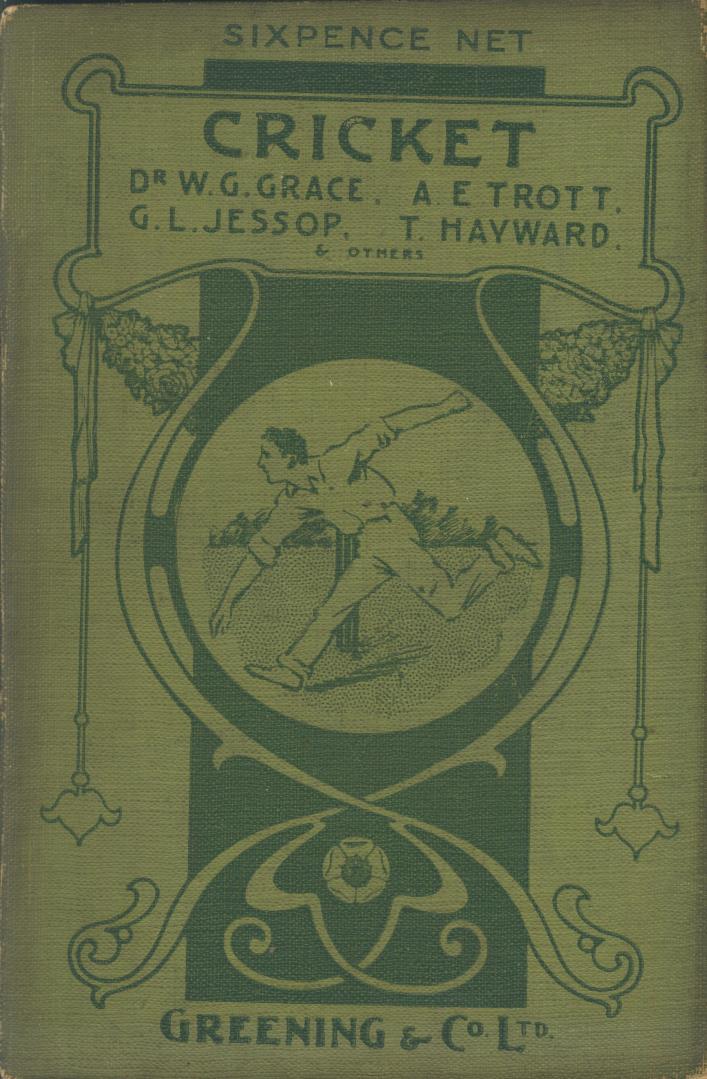 SIXPENCE NET
CRICKET
DR W.G. GRACE. A. E TROTT.
G. L. JESSOP. T. HAYWARD.
& OTHERS
GREENING & CO. LTD.